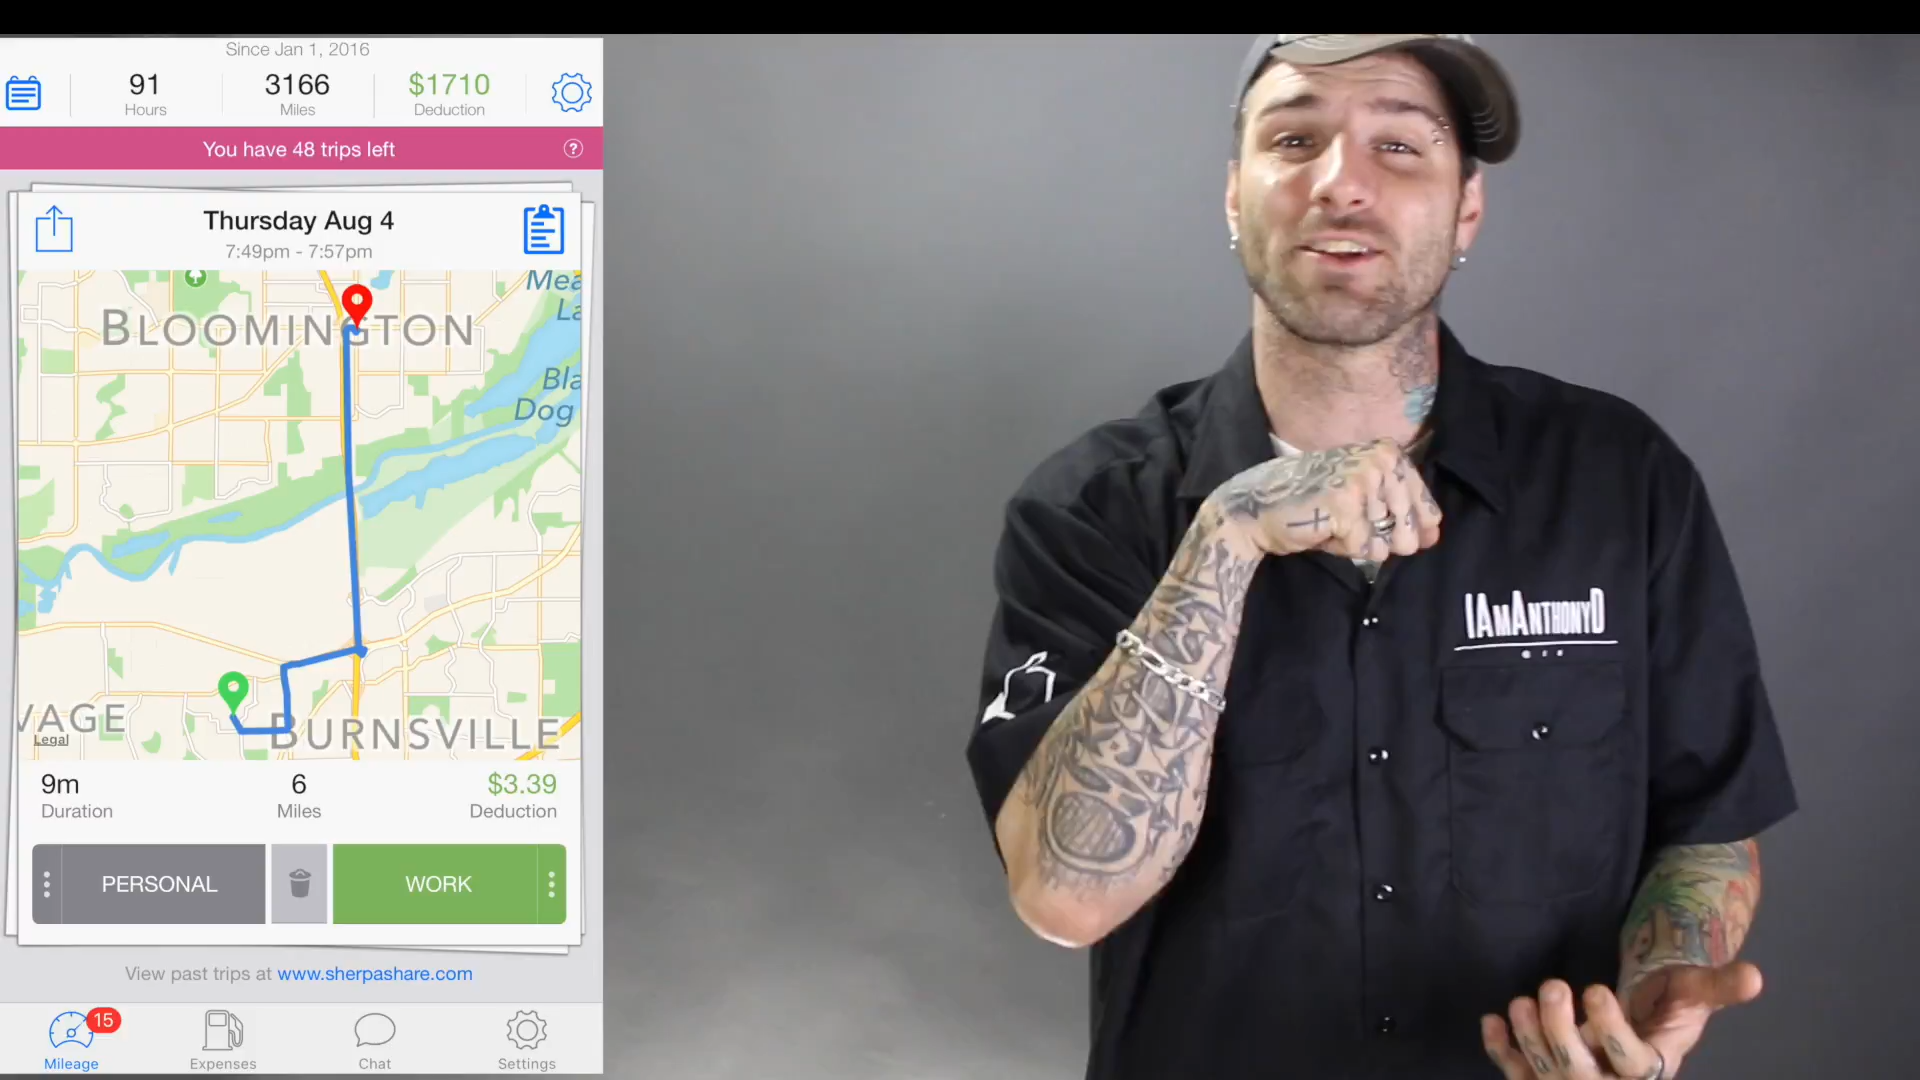 Since Jan 1, 2016
91
3166
$1710
Hours
Miles
Deduction
You have 48 trips left
?
Thursday Aug 4
7:49pm - 7:57pm
Mea
La
BLOOMINGTON
Bla
Dog
IAMANTHONYD
VAGE
BURNSVILLE
Legal
9m
6
$3.39
Duration
Miles
Deduction
PERSONAL
WORK
View past trips at www.sherpashare.com
15
Mileage
Expenses
Chat
Settings